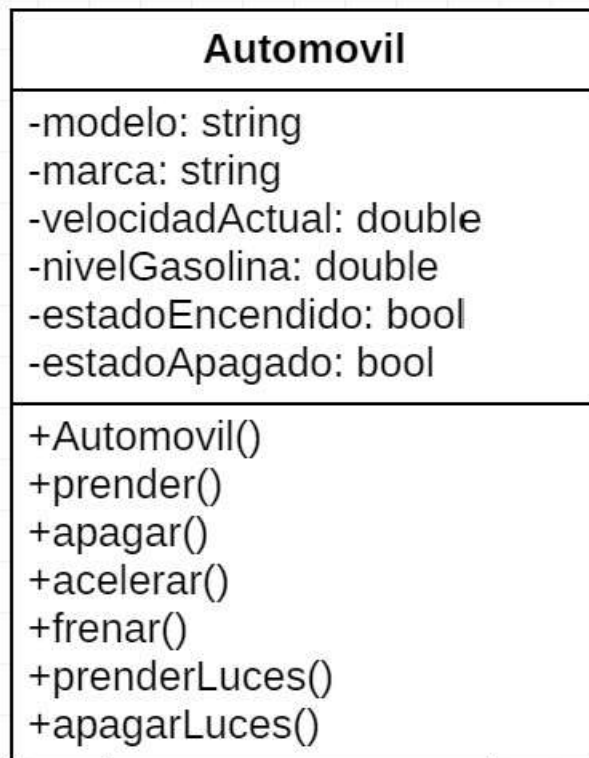 Automovil
-modelo: string
-marca: string
-velocidadActual: double
-nivelGasolina: double
-estadoEncendido: bool
-estadoApagado: bool
+Automovil()
+prender()
+apagar()
+acelerar()
+frenar()
+prenderLuces()
+apagarLuces()